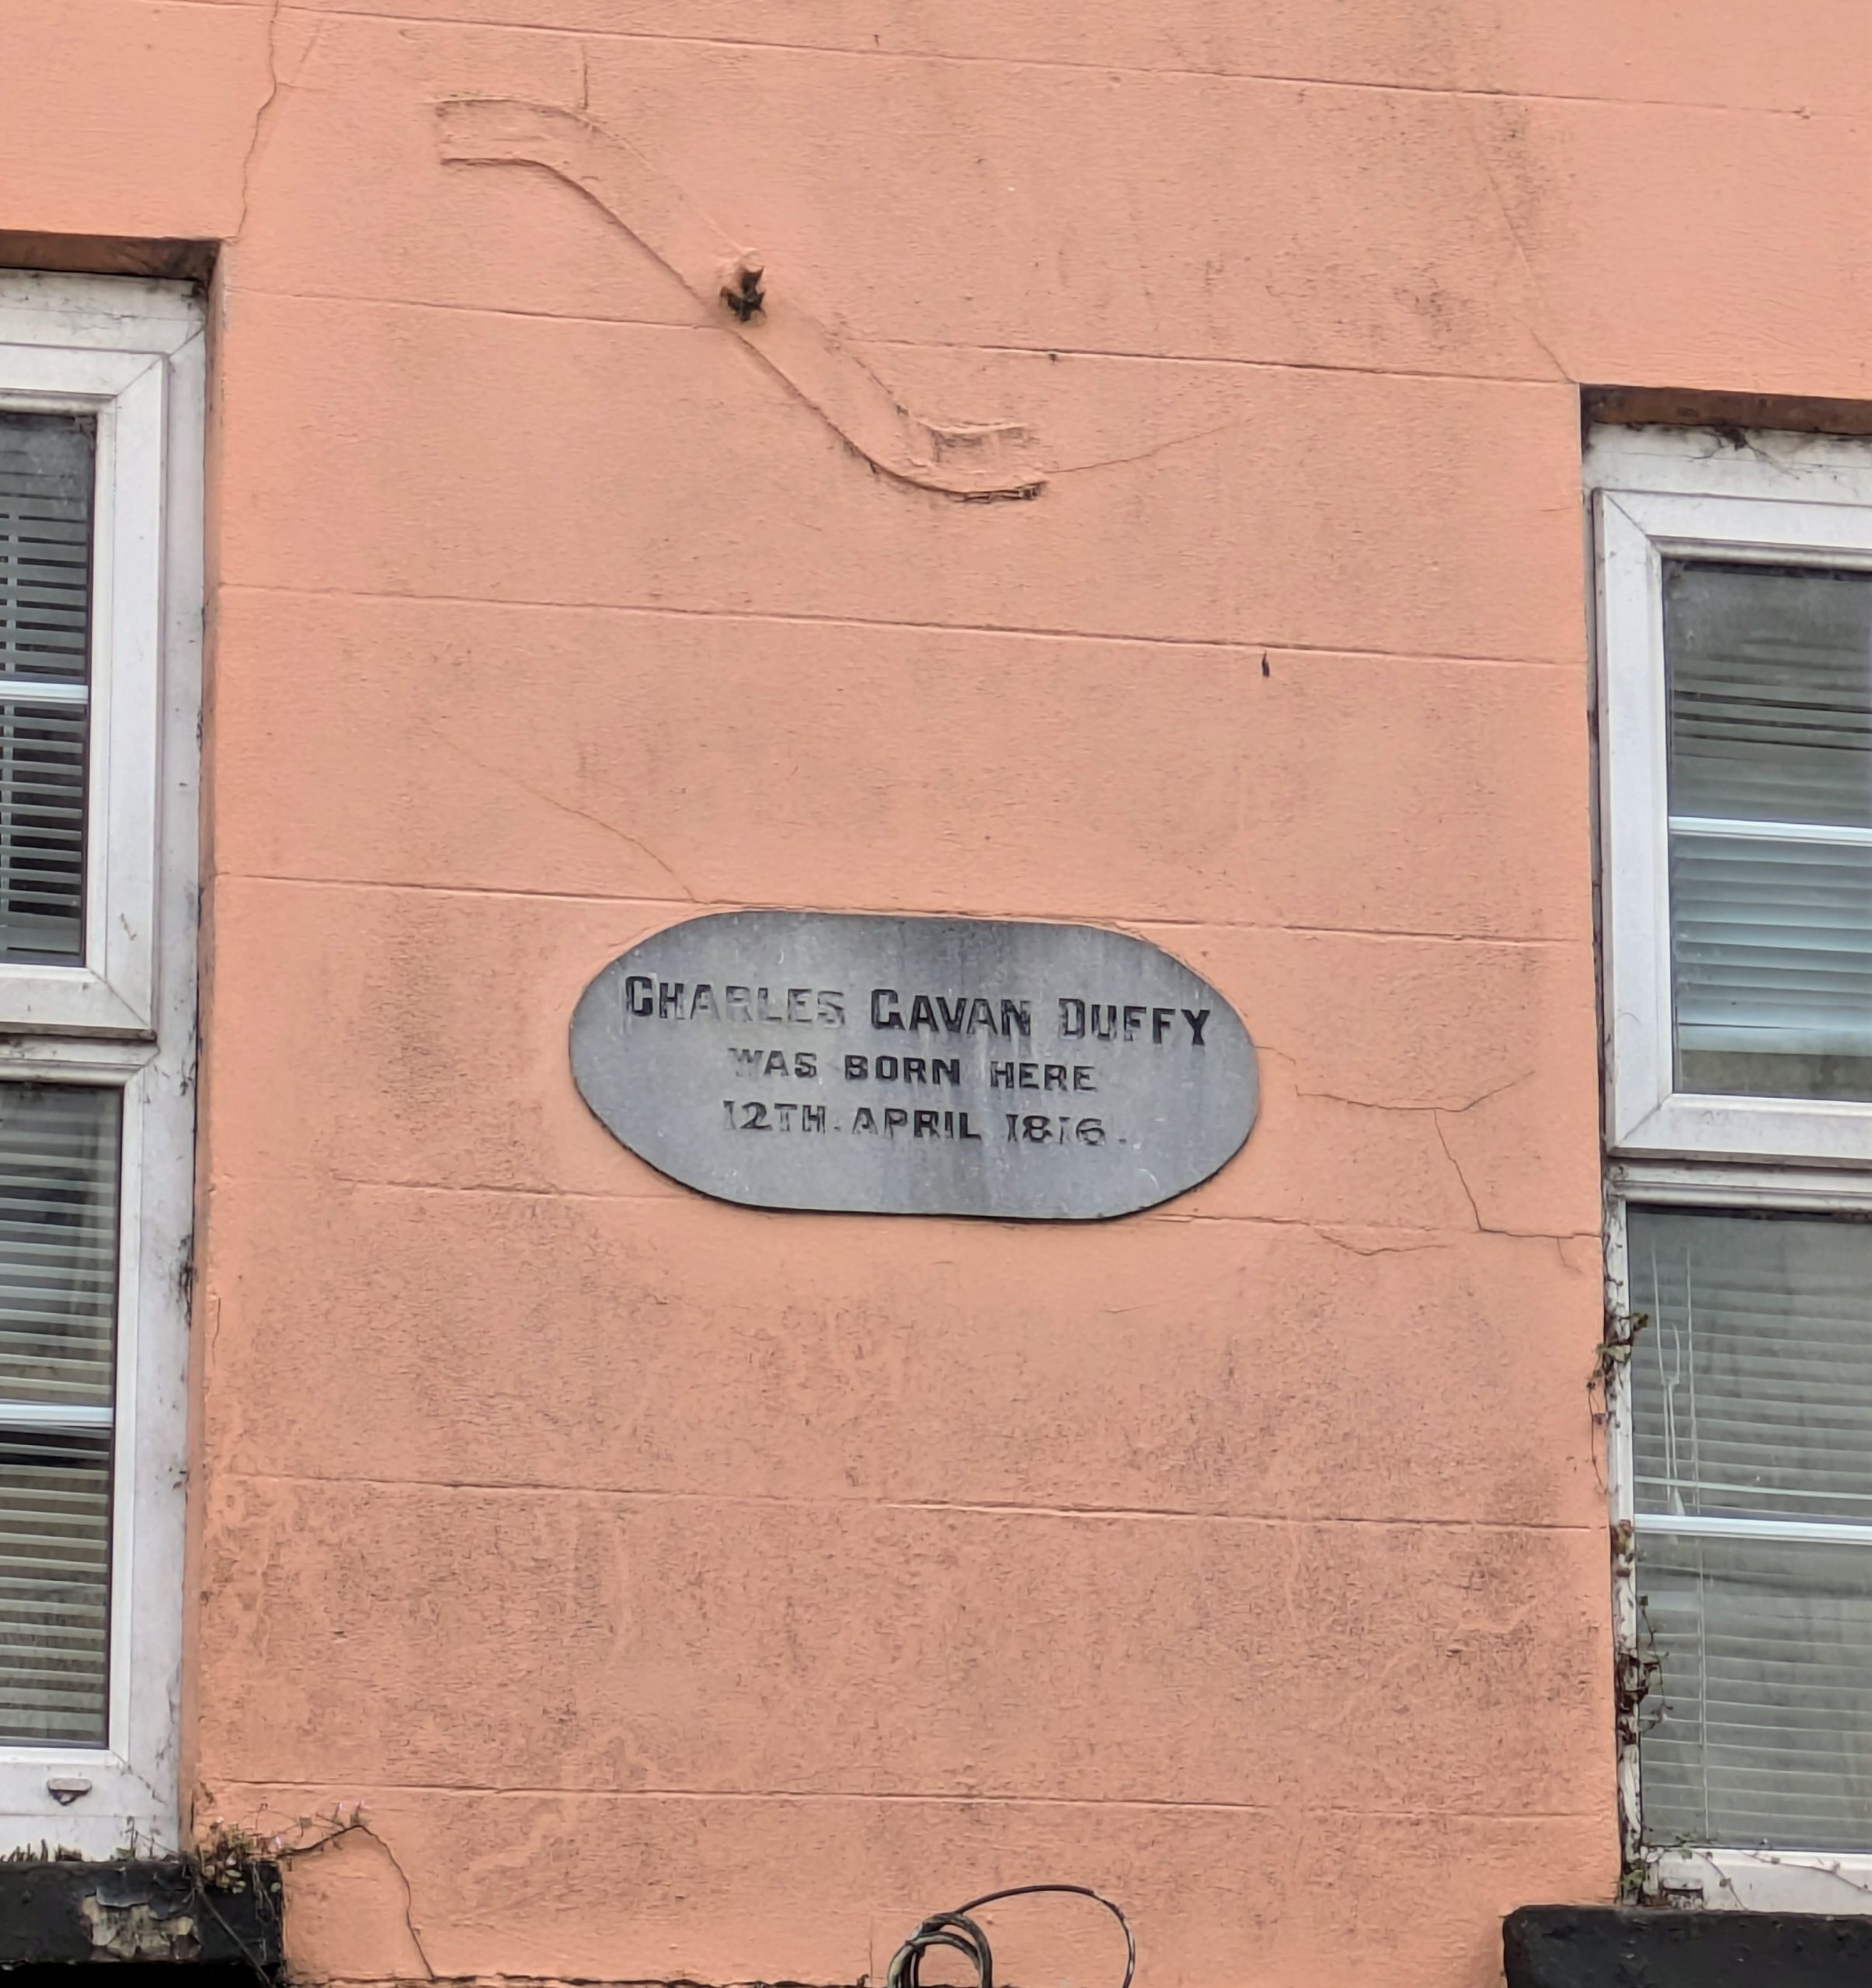 CHARLES GAVAN DUFFY
WAS BORN HERE
12TH. APRIL 1816.